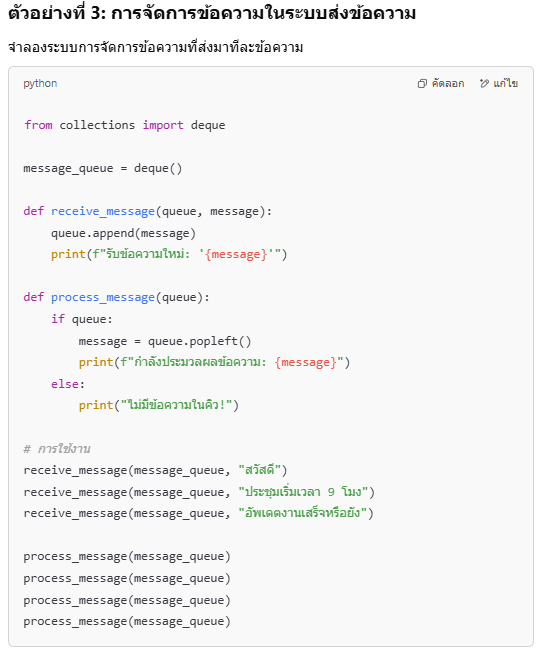 ตัวอย่างที่ 3: การจัดการข้อความในระบบส่งข้อความ
จำลองระบบการจัดการข้อความที่ส่งมาทีละข้อความ
python คัดลอก แก้ไข
from collections import deque
message_queue = deque()
def receive_message(queue, message):
    queue.append(message)
    print(f"รับข้อความใหม่: '{message}'")
def process_message(queue):
    if queue:
        message = queue.popleft()
        print(f"กำลังประมวลผลข้อความ: {message}")
    else:
        print("ไม่มีข้อความในคิว!")
# การใช้งาน
receive_message(message_queue, "สวัสดี")
receive_message(message_queue, "ประชุมเริ่มเวลา 9 โมง")
receive_message(message_queue, "อัพเดตงานเสร็จหรือยัง")
process_message(message_queue)
process_message(message_queue)
process_message(message_queue)
process_message(message_queue)